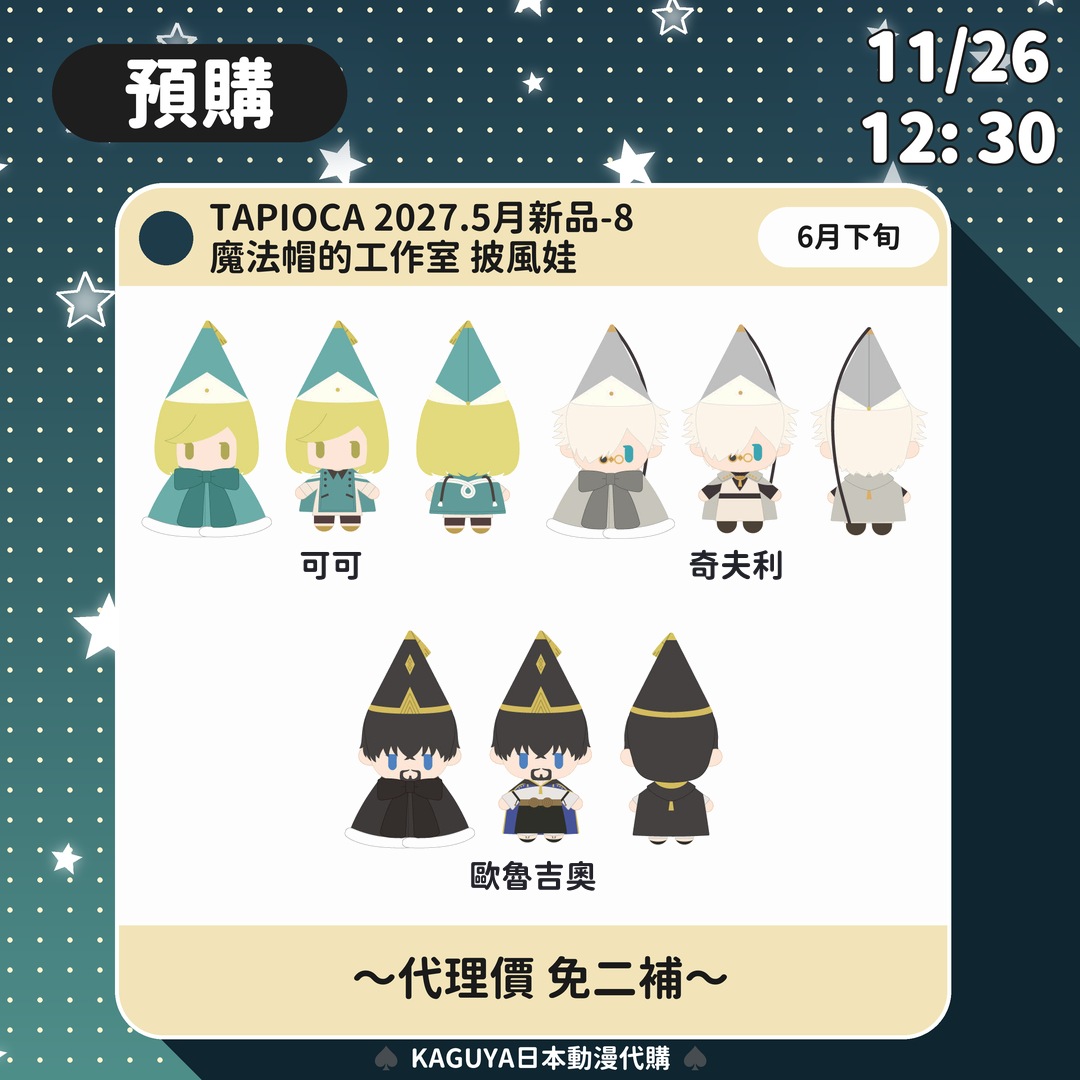 預購
11/26
12: 30
TAPIOCA 2027.5月新品-8
魔法帽的工作室 披風娃
6月下旬
可可
奇夫利
歐魯吉奧
～代理價 免二補～
♠ KAGUYA日本動漫代購 ♠